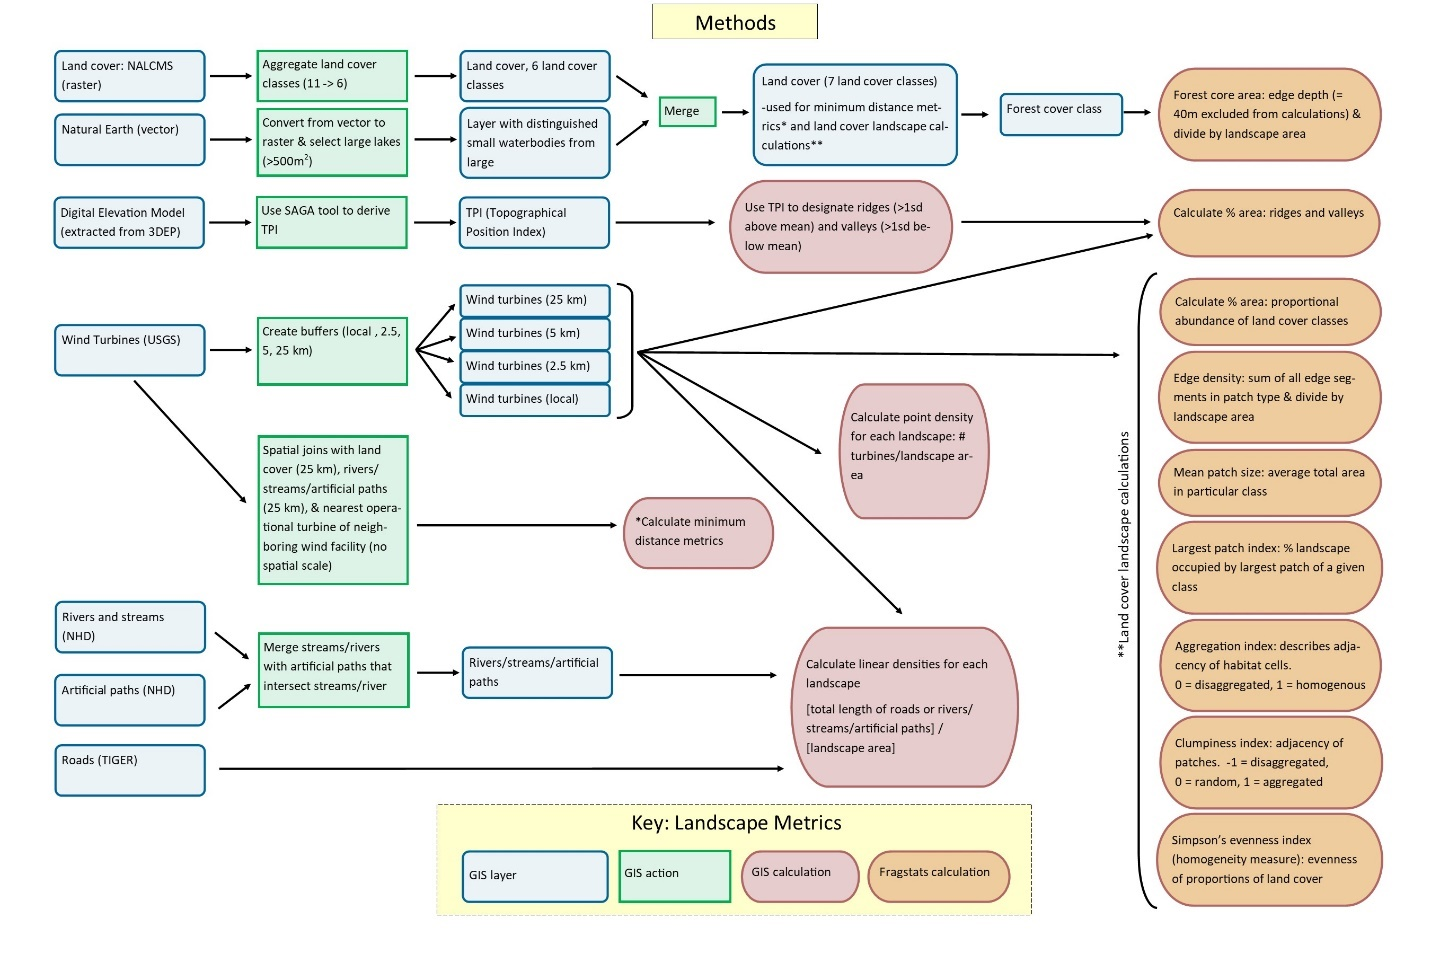 Methods
Land cover: NALCMS
(raster)
Aggregate land cover
classes (11 -> 6)
Land cover, 6 land cover
classes
Natural Earth (vector)
Convert from vector to
raster & select large lakes
(>500m²)
Layer with distinguished
small waterbodies from
large
Merge
Land cover (7 land cover classes)
-used for minimum distance met-
rics* and land cover landscape cal-
culations**
Forest cover class
Forest core area: edge depth (=
40m excluded from calculations) &
divide by landscape area
Digital Elevation Model
(extracted from 3DEP)
Use SAGA tool to derive
TPI
TPI (Topographical
Position Index)
Use TPI to designate ridges (>1sd
above mean) and valleys (>1sd be-
low mean)
Calculate % area: ridges and valleys
Wind Turbines (USGS)
Create buffers (local , 2.5,
5, 25 km)
Wind turbines (25 km)
Wind turbines (5 km)
Wind turbines (2.5 km)
Wind turbines (local)
Calculate point density
for each landscape: #
turbines/landscape ar-
ea
Spatial joins with land
cover (25 km), rivers/
streams/artificial paths
(25 km), & nearest opera-
tional turbine of neigh-
boring wind facility (no
spatial scale)
*Calculate minimum
distance metrics
Rivers and streams
(NHD)
Artificial paths (NHD)
Merge streams/rivers
with artificial paths that
intersect streams/river
Rivers/streams/artificial
paths
Roads (TIGER)
Calculate linear densities for each
landscape
[total length of roads or rivers/
streams/artificial paths] /
[landscape area]
**Land cover landscape calculations
Calculate % area: proportional
abundance of land cover classes
Edge density: sum of all edge seg-
ments in patch type & divide by
landscape area
Mean patch size: average total area
in particular class
Largest patch index: % landscape
occupied by largest patch of a given
class
Aggregation index: describes adja-
cency of habitat cells.
0 = disaggregated, 1 = homogenous
Clumpiness index: adjacency of
patches.  -1 = disaggregated,
0 = random, 1 = aggregated
Simpson's evenness index
(homogeneity measure): evenness
of proportions of land cover
Key: Landscape Metrics
GIS layer
GIS action
GIS calculation
Fragstats calculation